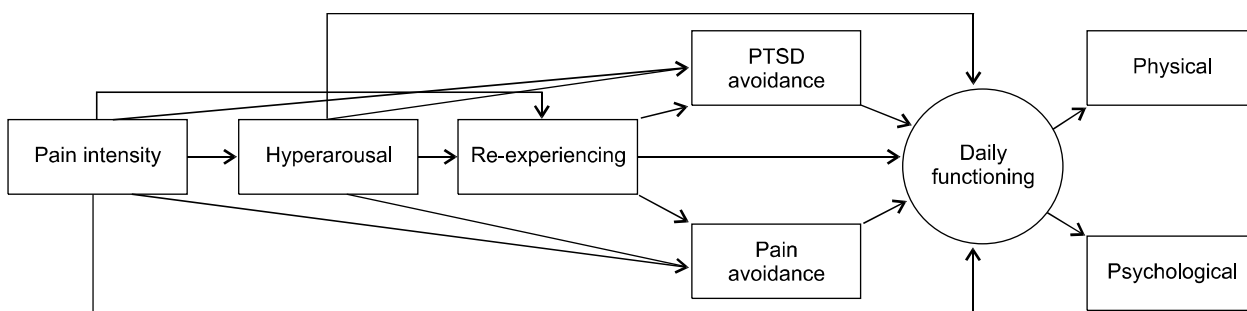 PTSD
avoidance
Physical
Pain intensity
Hyperarousal
Re-experiencing
Daily
functioning
Pain
avoidance
Psychological